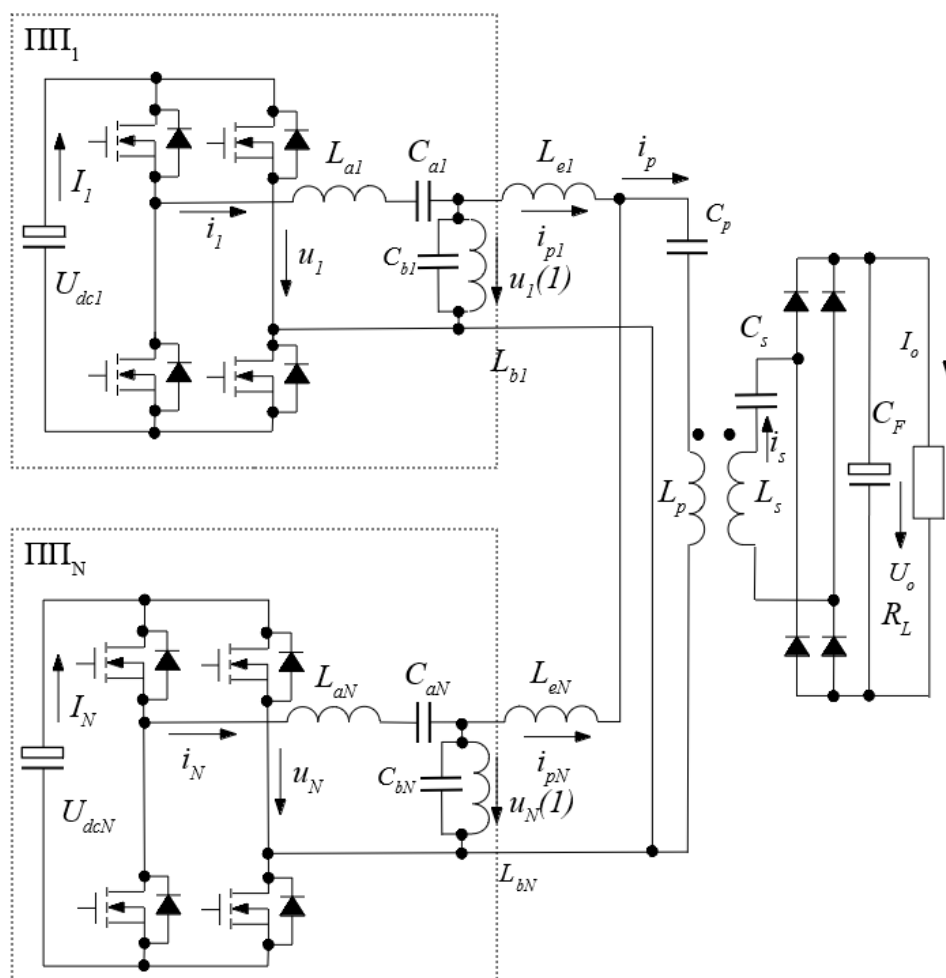 ПП1
I1
Udc1
i1
u1
La1
Ca1
Cb1
Lb1
u1(1)
Le1
ip1
ip
Cp
Lp
Ls
Cs
is
CF
Io
Uo
RL
ППN
IN
UdcN
iN
uN
LaN
CaN
CbN
LbN
uN(1)
LeN
ipN